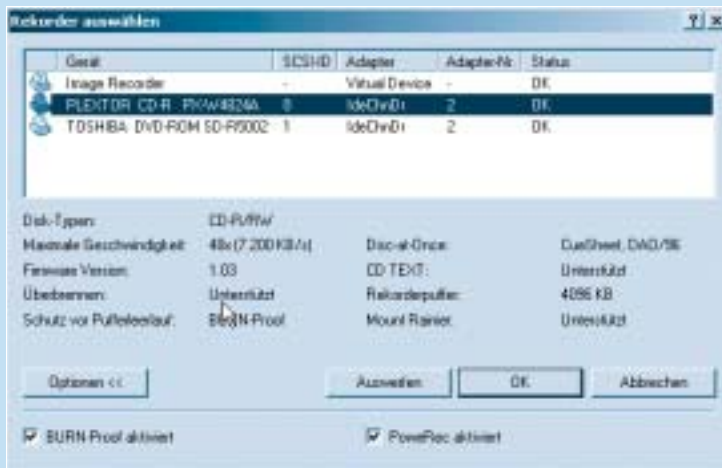 Rekorder auswählen
Gerät SCSI-ID Adapter Adapter-Nr. Status
Image Recorder - Virtual Device - OK
PLEXTOR CD-R PX-W4824A 0 IdeChnDr 2 OK
TOSHIBA DVD-ROM SD-R5002 1 IdeChnDr 2 OK
Disk-Typen: CD-R/RW
Maximale Geschwindigkeit: 48x (7.200 KB/s) Disc-at-Once: CueSheet, DAO/96
Firmware Version: 1.03 CD TEXT: Unterstützt
Überbrennen: Unterstützt Rekorderpuffer: 4096 KB
Schutz vor Pufferleerlauf: BURN-Proof Mount Rainier: Unterstützt
Optionen << Auswerfen OK Abbrechen
BURN-Proof aktiviert PoweRec aktiviert